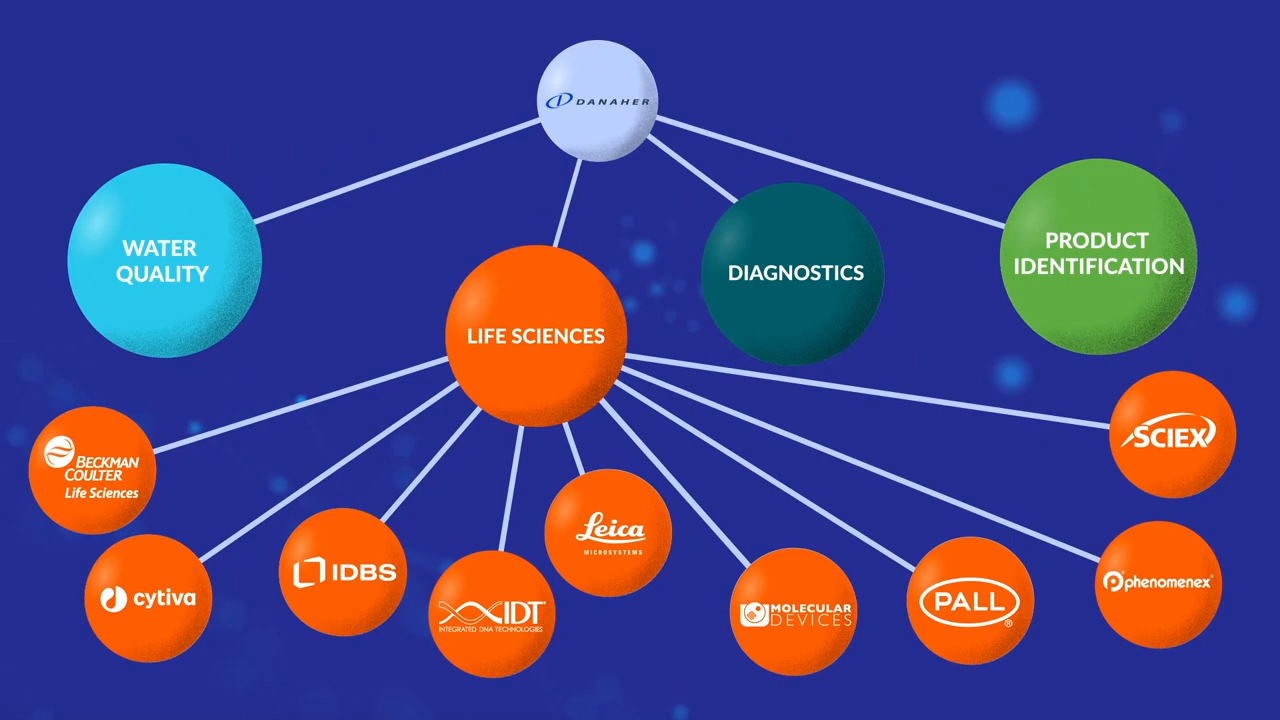 DANAHER
WATER
QUALITY
LIFE SCIENCES
DIAGNOSTICS
PRODUCT
IDENTIFICATION
BECKMAN
COULTER
Life Sciences
cytiva
IDBS
IDT
INTEGRATED DNA TECHNOLOGIES
Leica
MICROSYSTEMS
MOLECULAR
DEVICES
PALL
®
phenomenex®
SCIEX